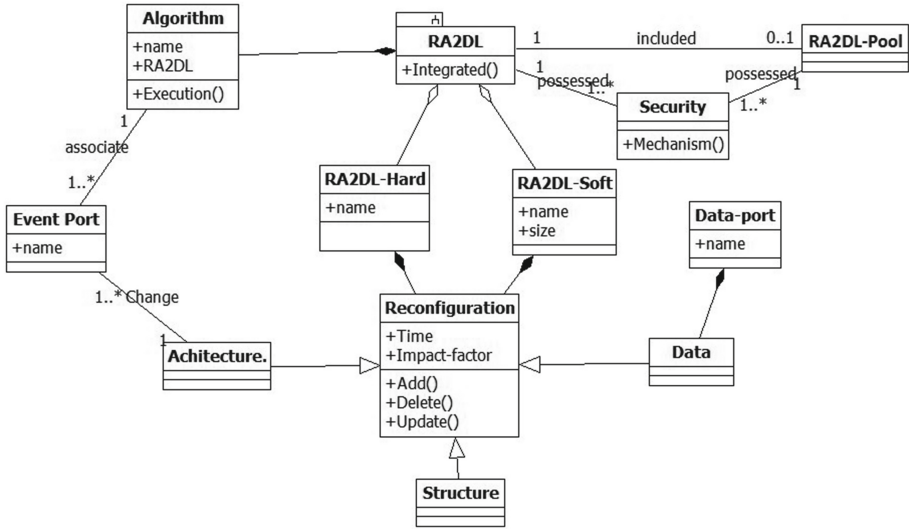 Algorithm
+name
+RA2DL
+Execution()
RA2DL
+Integrated()
1
included
0..1
RA2DL-Pool
1
possessed
1..*
Security
+Mechanism()
possessed
1
1..*
1
associate
1..*
Event Port
+name
RA2DL-Hard
+name
RA2DL-Soft
+name
+size
Data-port
+name
1..* Change
1
Achitecture.
Reconfiguration
+Time
+Impact-factor
+Add()
+Delete()
+Update()
Data
Structure